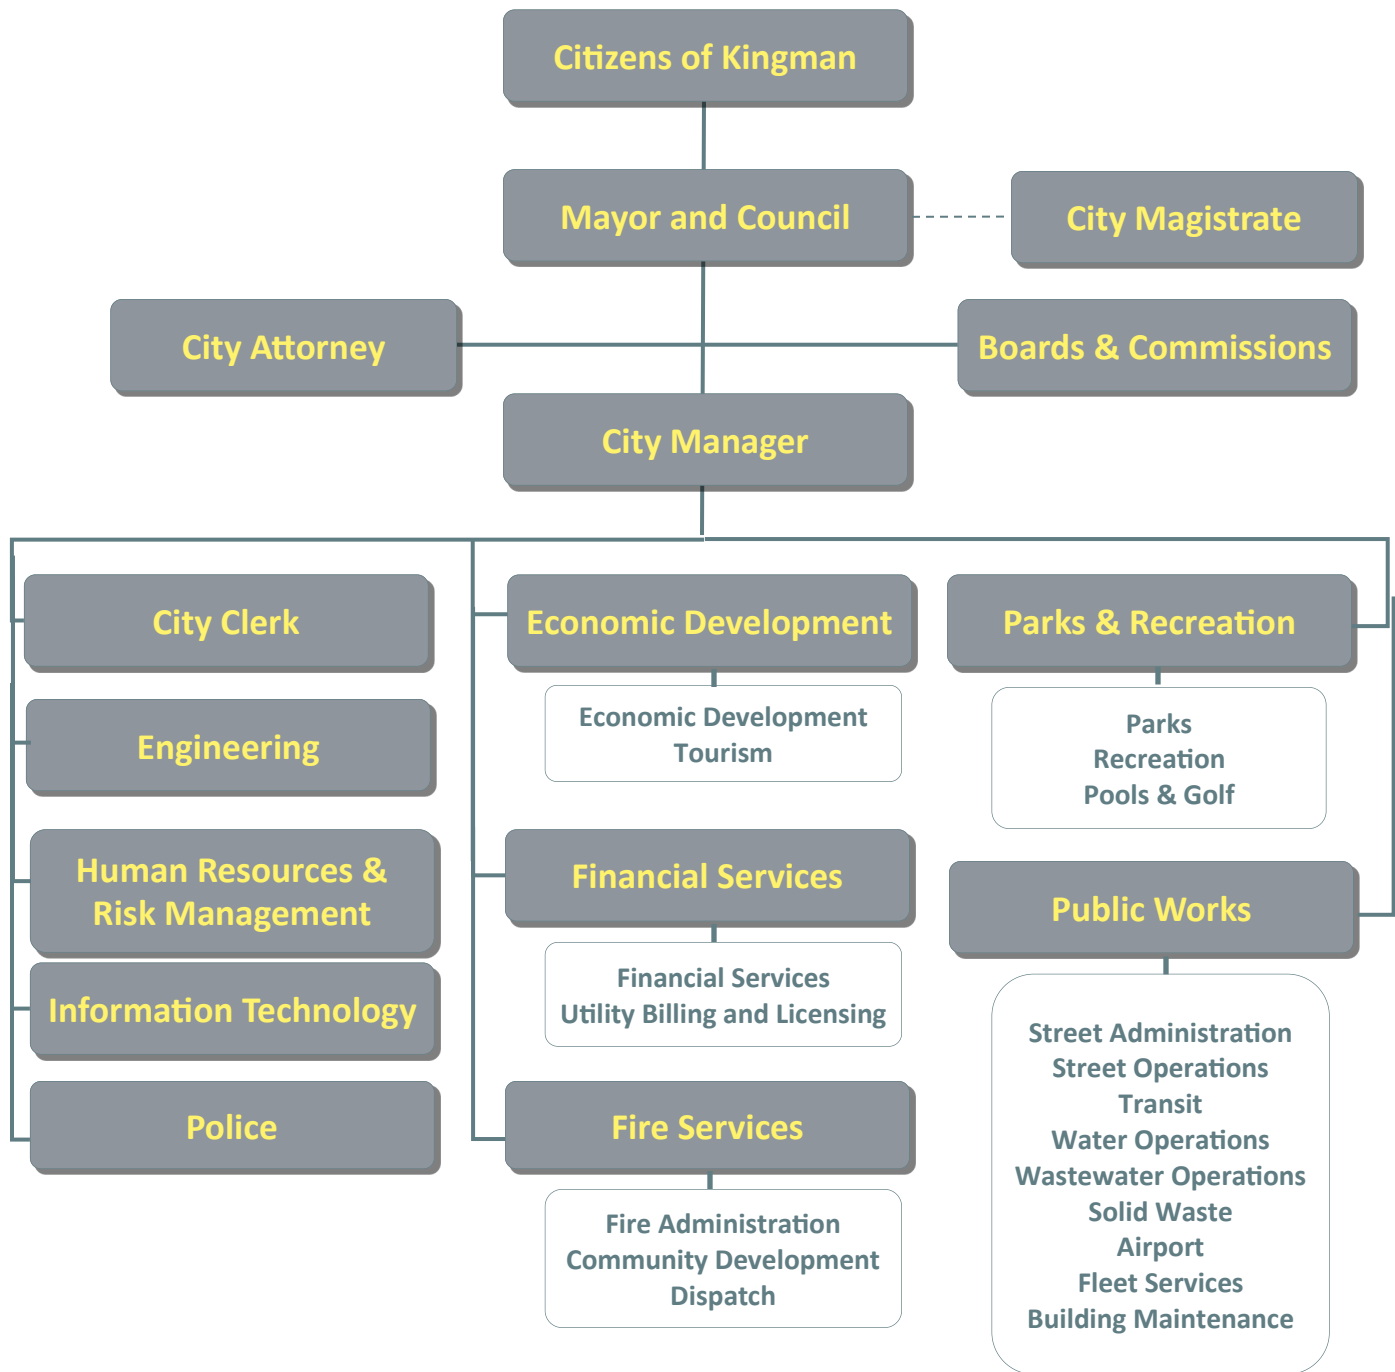 Citizens of Kingman
Mayor and Council
City Magistrate
City Attorney
Boards & Commissions
City Manager
City Clerk
Engineering
Human Resources &
Risk Management
Information Technology
Police
Economic Development
Economic Development
Tourism
Financial Services
Financial Services
Utility Billing and Licensing
Fire Services
Fire Administration
Community Development
Dispatch
Parks & Recreation
Parks
Recreation
Pools & Golf
Public Works
Street Administration
Street Operations
Transit
Water Operations
Wastewater Operations
Solid Waste
Airport
Fleet Services
Building Maintenance